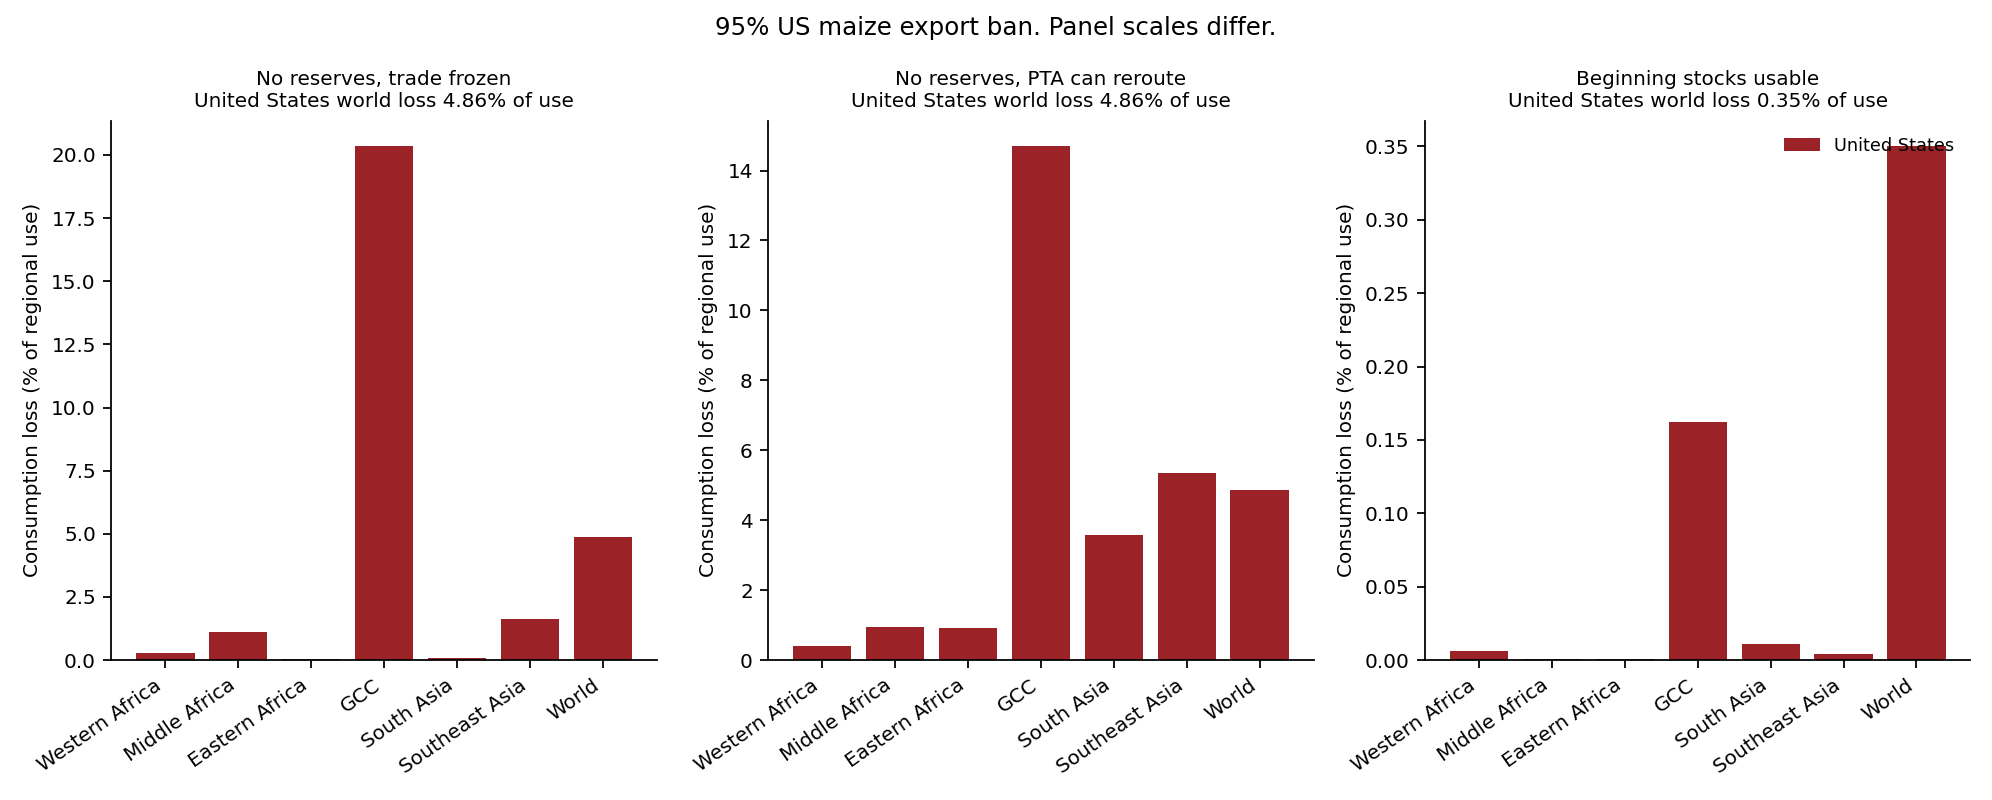 95% US maize export ban. Panel scales differ.
No reserves, trade frozen
United States world loss 4.86% of use
Consumption loss (% of regional use)
20.0
17.5
15.0
12.5
10.0
7.5
5.0
2.5
0.0
Western Africa
Middle Africa
Eastern Africa
GCC
South Asia
Southeast Asia
World
No reserves, PTA can reroute
United States world loss 4.86% of use
Consumption loss (% of regional use)
14
12
10
8
6
4
2
0
Western Africa
Middle Africa
Eastern Africa
GCC
South Asia
Southeast Asia
World
Beginning stocks usable
United States world loss 0.35% of use
United States
Consumption loss (% of regional use)
0.35
0.30
0.25
0.20
0.15
0.10
0.05
0.00
Western Africa
Middle Africa
Eastern Africa
GCC
South Asia
Southeast Asia
World